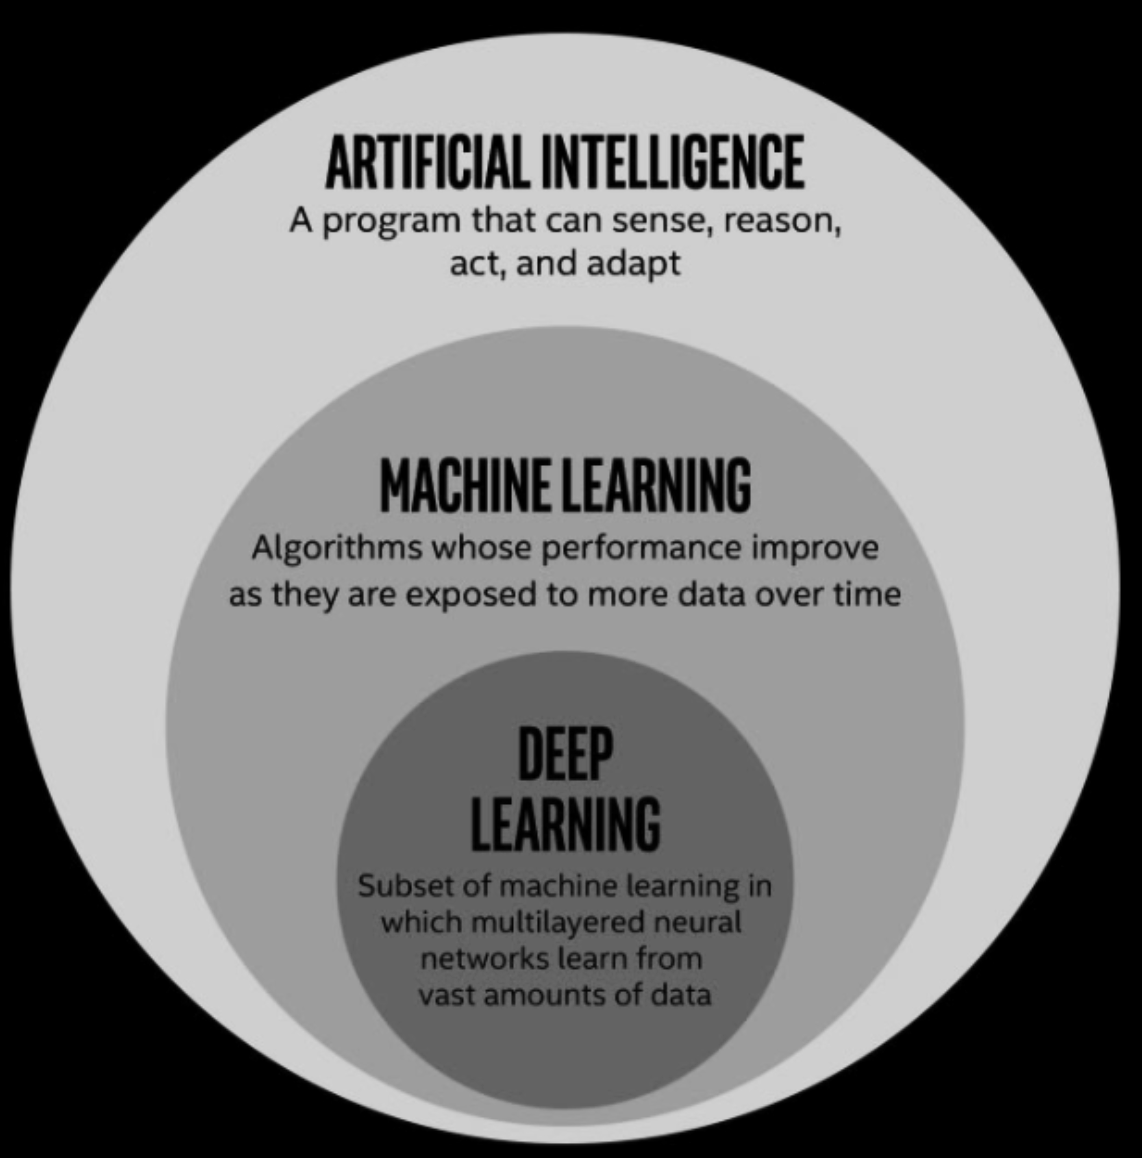 ARTIFICIAL INTELLIGENCE
A program that can sense, reason,
act, and adapt
MACHINE LEARNING
Algorithms whose performance improve
as they are exposed to more data over time
DEEP
LEARNING
Subset of machine learning in
which multilayered neural
networks learn from
vast amounts of data